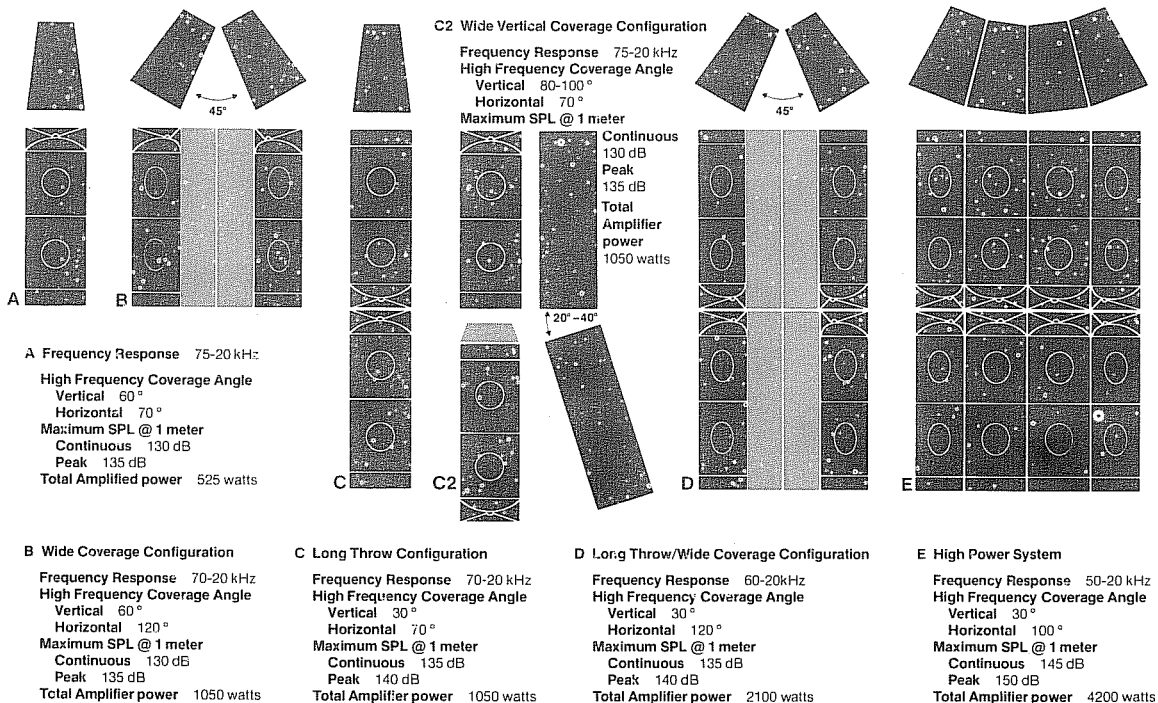 C2 Wide Vertical Coverage Configuration
Frequency Response 75-20 kHz
High Frequency Coverage Angle
Vertical 80-100°
Horizontal 70°
Maximum SPL @ 1 meter
Continuous
130 dB
Peak
135 dB
Total
Amplifier
power
1050 watts
45°
45°
20°–40°
A
B
C
C2
D
E
A Frequency Response 75-20 kHz
High Frequency Coverage Angle
Vertical 60°
Horizontal 70°
Maximum SPL @ 1 meter
Continuous 130 dB
Peak 135 dB
Total Amplified power 525 watts
B Wide Coverage Configuration
Frequency Response 70-20 kHz
High Frequency Coverage Angle
Vertical 60°
Horizontal 120°
Maximum SPL @ 1 meter
Continuous 130 dB
Peak 135 dB
Total Amplifier power 1050 watts
C Long Throw Configuration
Frequency Response 70-20 kHz
High Frequency Coverage Angle
Vertical 30°
Horizontal 70°
Maximum SPL @ 1 meter
Continuous 135 dB
Peak 140 dB
Total Amplifier power 1050 watts
D Long Throw/Wide Coverage Configuration
Frequency Response 60-20kHz
High Frequency Coverage Angle
Vertical 30°
Horizontal 120°
Maximum SPL @ 1 meter
Continuous 135 dB
Peak 140 dB
Total Amplifier power 2100 watts
E High Power System
Frequency Response 50-20 kHz
High Frequency Coverage Angle
Vertical 30°
Horizontal 100°
Maximum SPL @ 1 meter
Continuous 145 dB
Peak 150 dB
Total Amplifier power 4200 watts